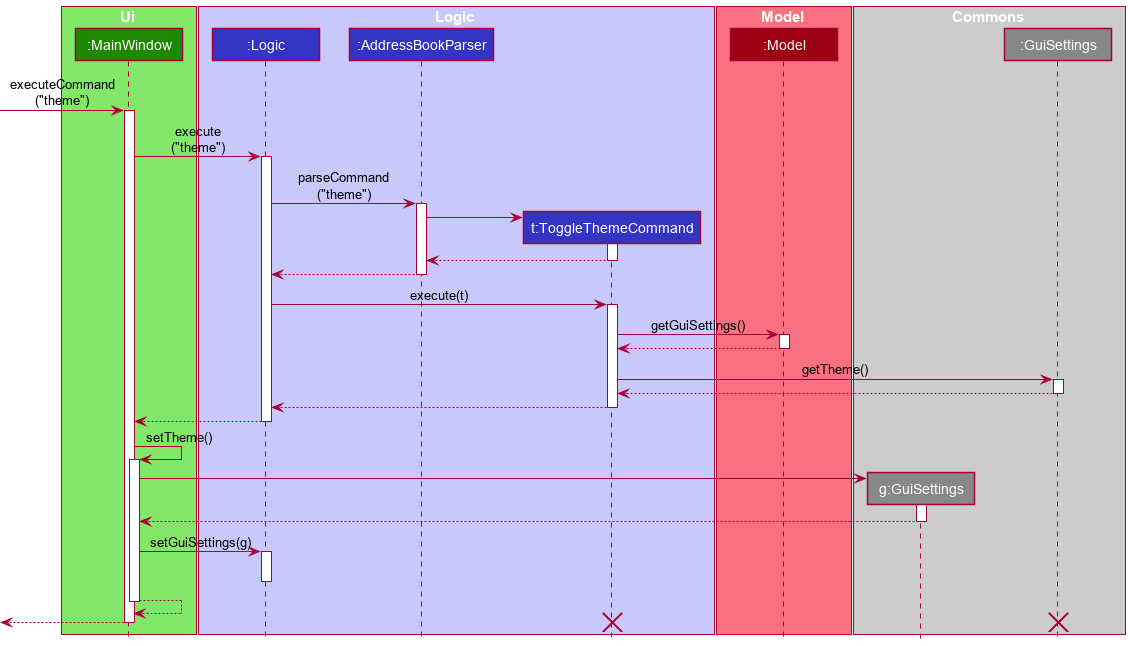 Ui
Logic
Model
Commons
:MainWindow
:Logic
:AddressBookParser
:Model
:GuiSettings
executeCommand
("theme")
execute
("theme")
parseCommand
("theme")
t:ToggleThemeCommand
execute(t)
getGuiSettings()
getTheme()
setTheme()
g:GuiSettings
setGuiSettings(g)